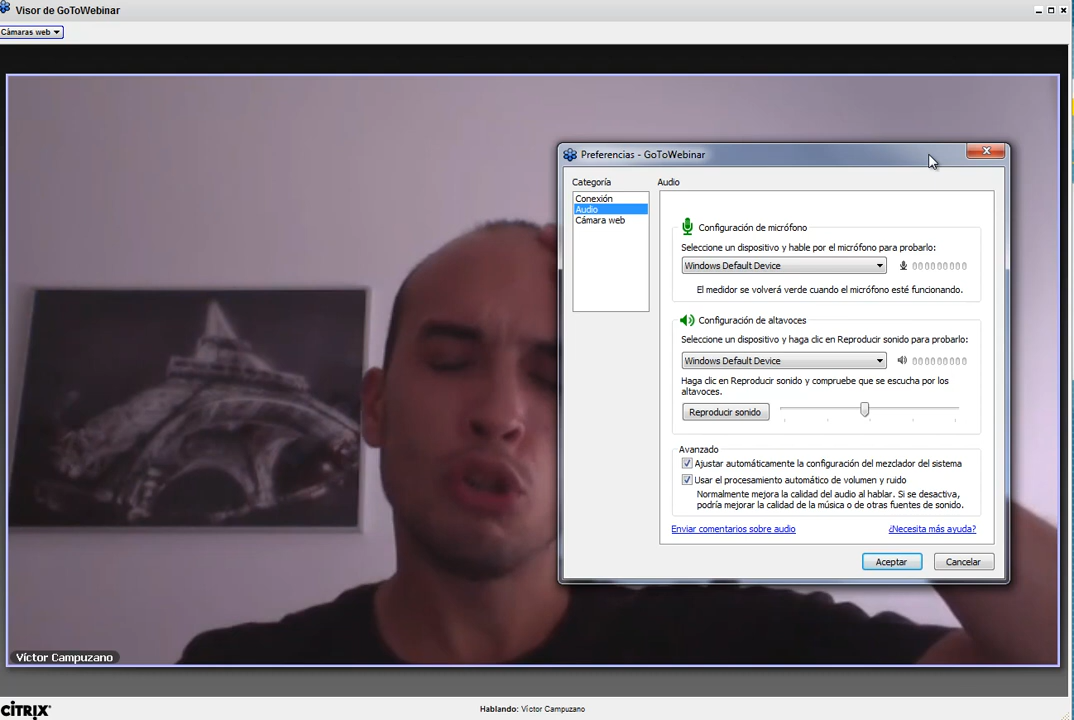 Visor de GoToWebinar
Cámaras web
Preferencias - GoToWebinar
Categoría
Conexión
Audio
Cámara web
Audio
Configuración de micrófono
Seleccione un dispositivo y hable por el micrófono para probarlo:
Windows Default Device
El medidor se volverá verde cuando el micrófono esté funcionando.
Configuración de altavoces
Seleccione un dispositivo y haga clic en Reproducir sonido para probarlo:
Windows Default Device
Haga clic en Reproducir sonido y compruebe que se escucha por los
altavoces.
Reproducir sonido
Avanzado
Ajustar automáticamente la configuración del mezclador del sistema
Usar el procesamiento automático de volumen y ruido
Normalmente mejora la calidad del audio al hablar. Si se desactiva,
podría mejorar la calidad de la música o de otras fuentes de sonido.
Enviar comentarios sobre audio
¿Necesita más ayuda?
Aceptar
Cancelar
Víctor Campuzano
CİTRIX
Hablando: Víctor Campuzano